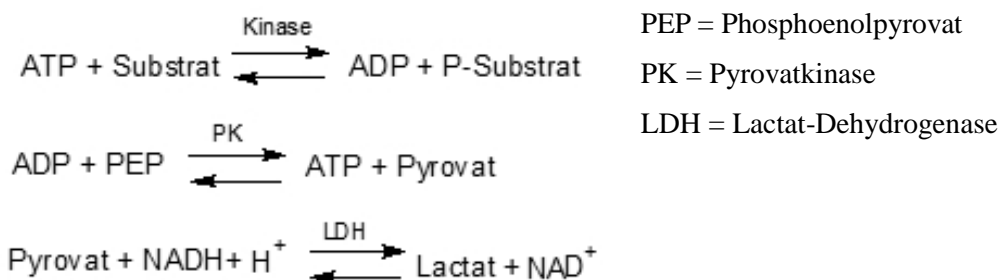 Kinase
ATP + Substrat ADP + P-Substrat
PK
ADP + PEP ATP + Pyrovat
LDH
Pyrovat + NADH+ H+ Lactat + NAD+
PEP = Phosphoenolpyrovat
PK = Pyrovatkinase
LDH = Lactat-Dehydrogenase